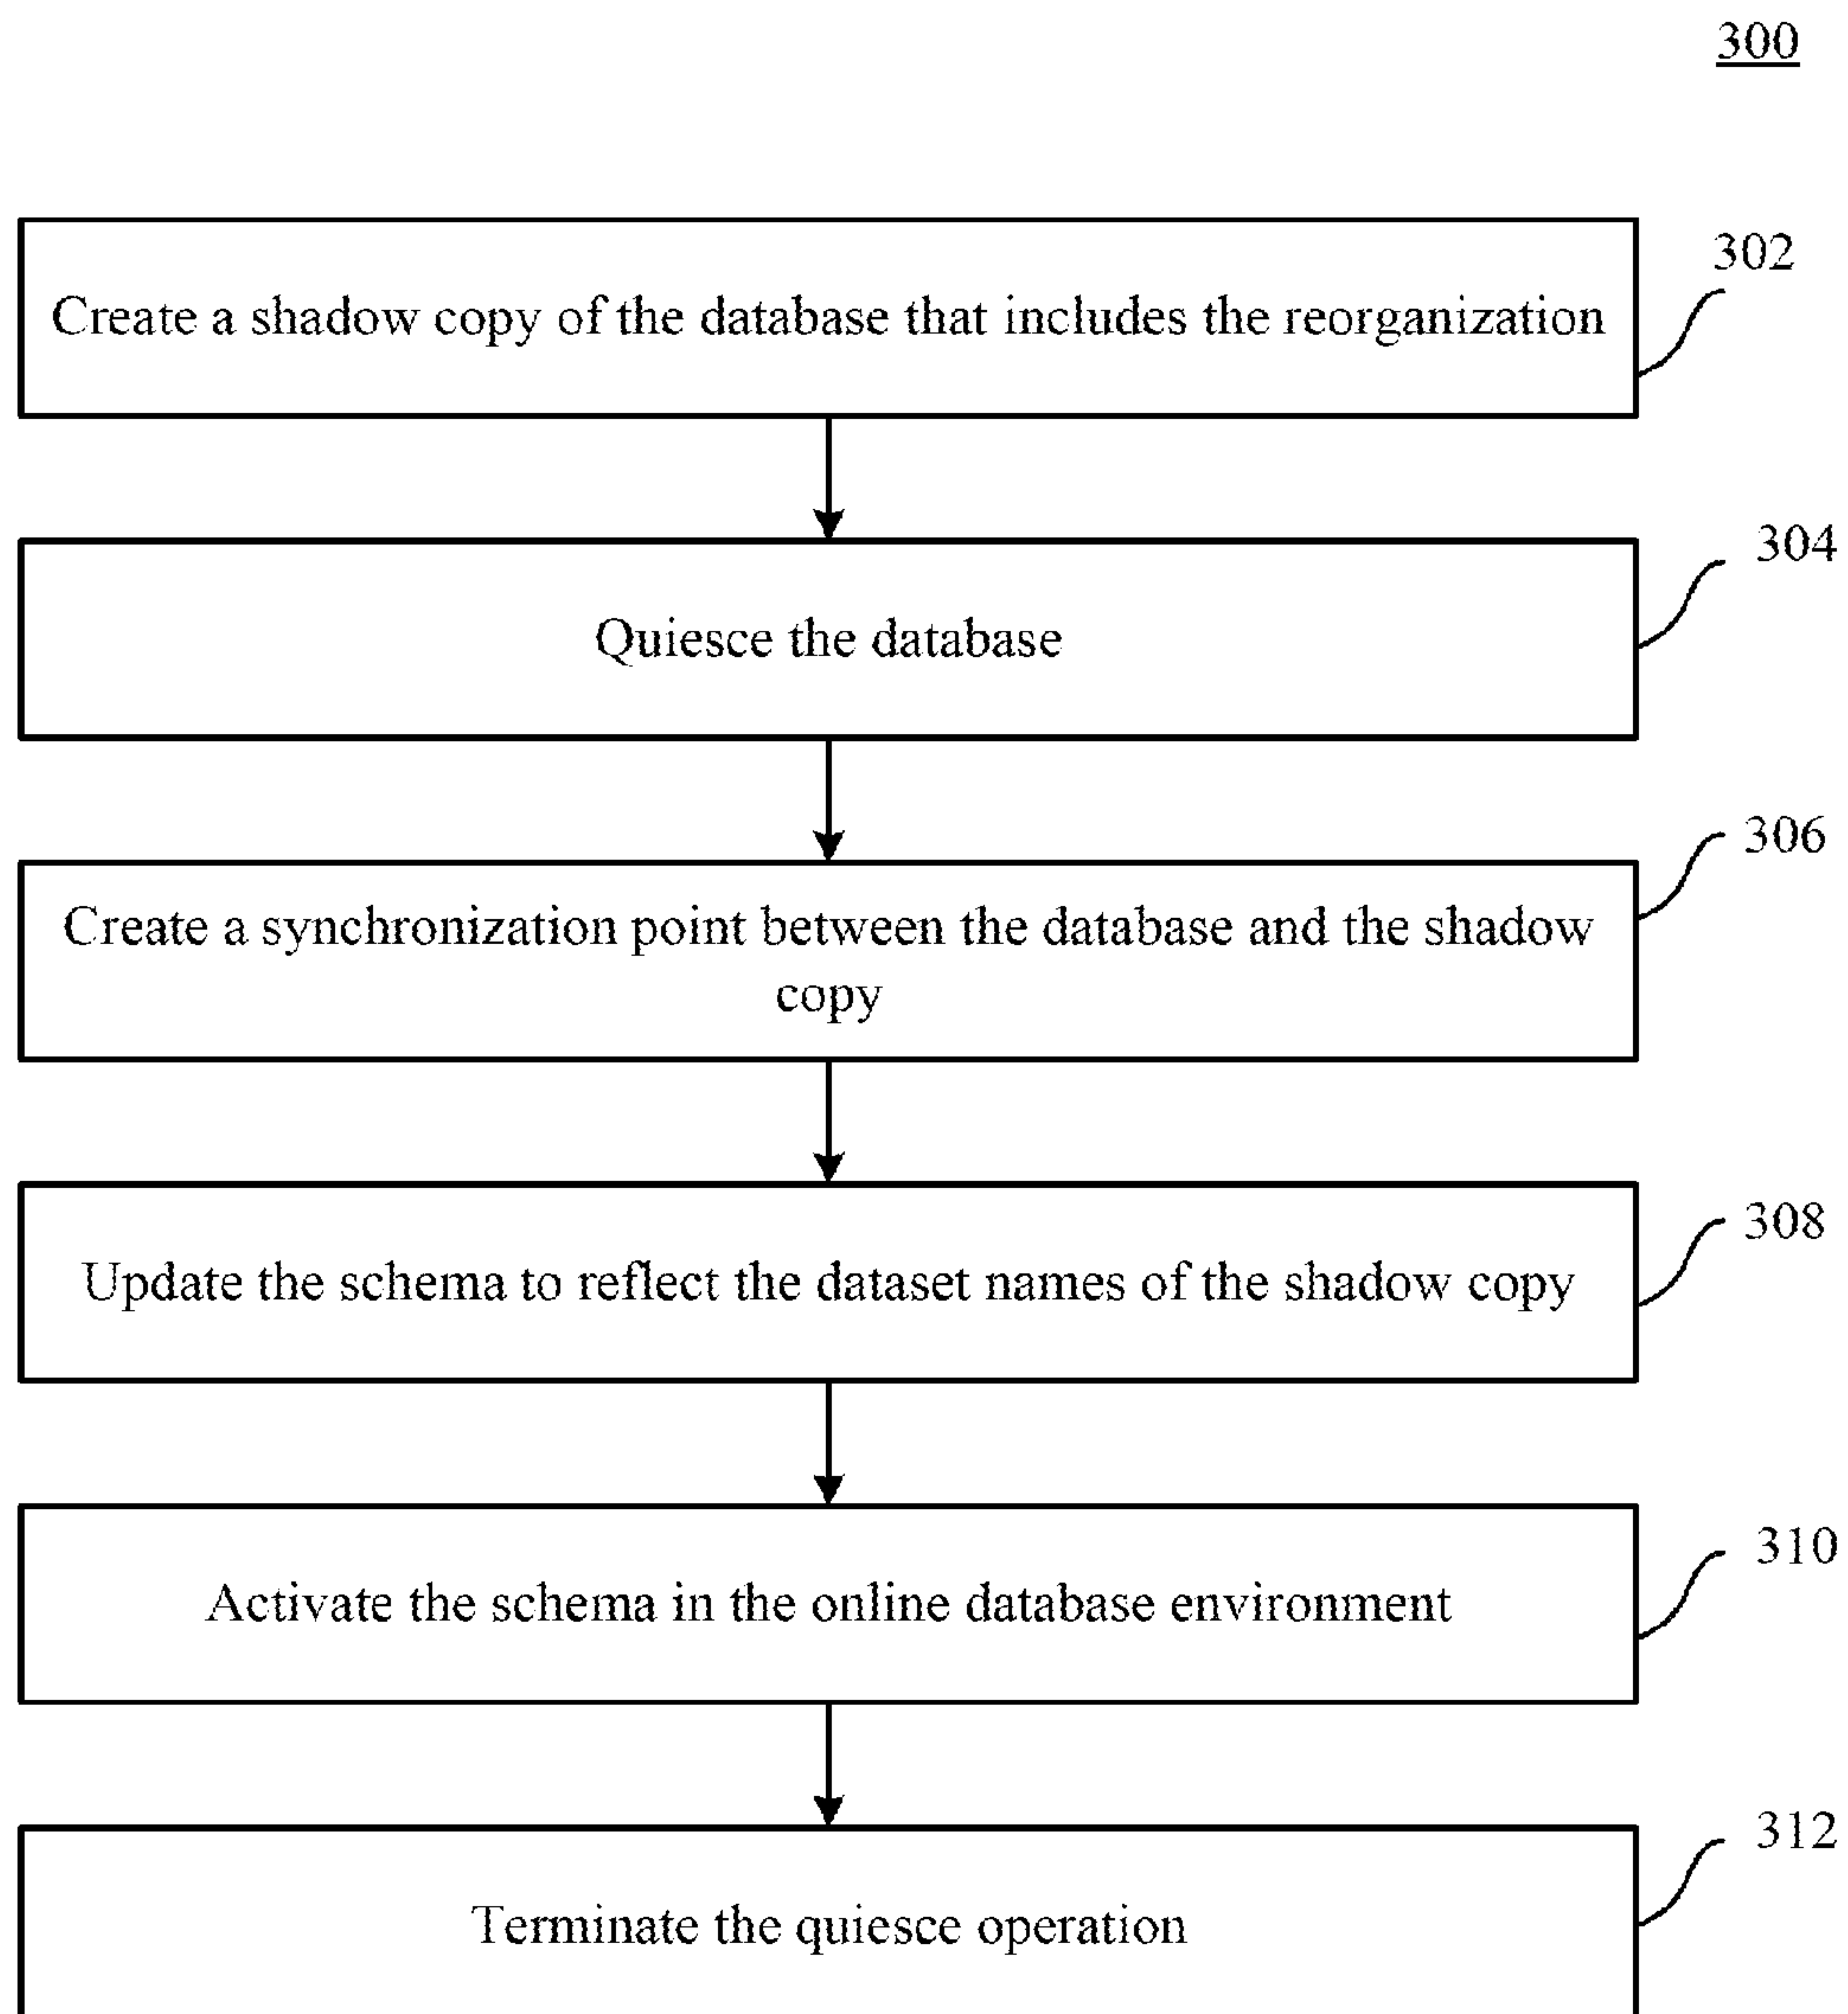 300
302
Create a shadow copy of the database that includes the reorganization
304
Quiesce the database
306
Create a synchronization point between the database and the shadow
copy
308
Update the schema to reflect the dataset names of the shadow copy
310
Activate the schema in the online database environment
312
Terminate the quiesce operation